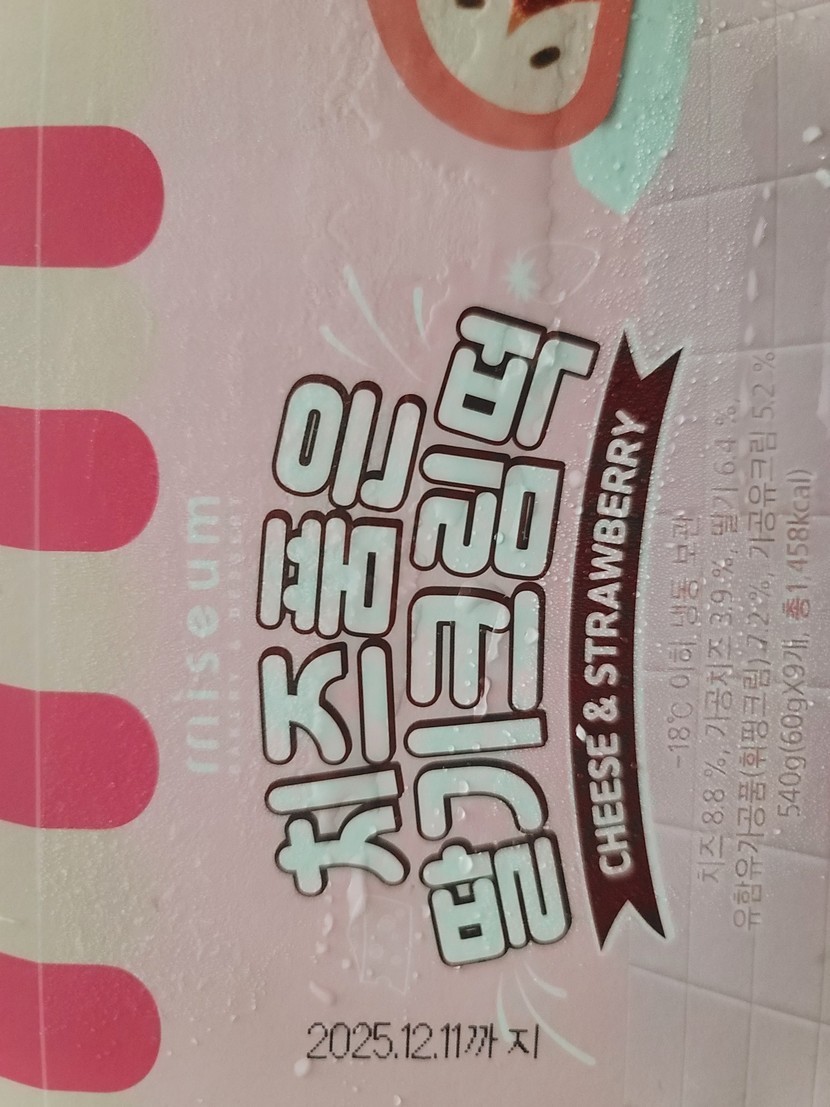 miseum
치즈품은
딸기크림떡
CHEESE & STRAWBERRY
-18℃ 이하 냉동 보관
치즈 8.8 %, 가공치즈 3.9 %, 딸기 6.4 %,
유함유가공품(휘핑크림) 7.2 %, 가공유크림 5.2 %
540g(60gX9개, 총1,458kcal)
2025.12.11까지